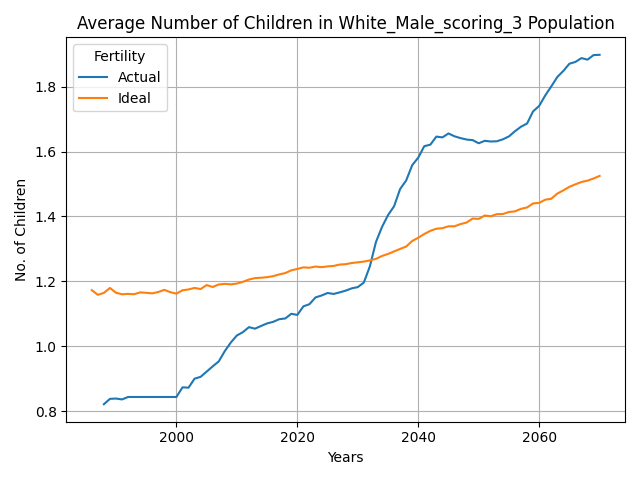 Average Number of Children in White_Male_scoring_3 Population
Fertility
Actual
Ideal
No. of Children
1.8
1.6
1.4
1.2
1.0
0.8
2000 2020 2040 2060
Years